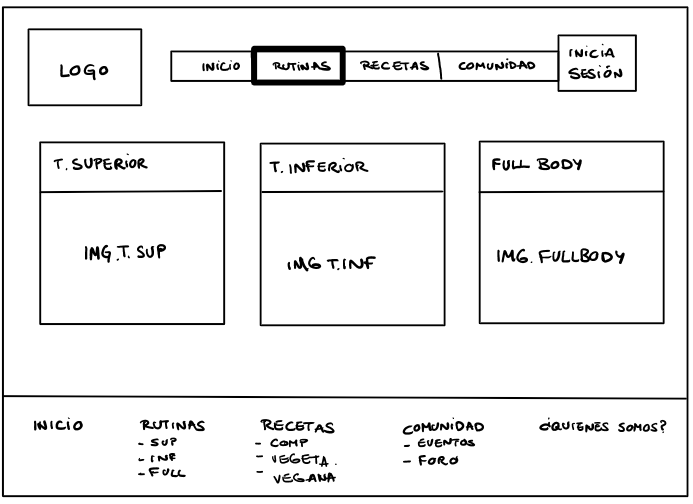 LOGO
INICIO
RUTINAS
RECETAS
COMUNIDAD
INICIA
SESIÓN
T. SUPERIOR
IMG.T. SUP
T. INFERIOR
IMG T.INF
FULL BODY
IMG. FULLBODY
INICIO
RUTINAS
- SUP
- INF
- FULL
RECETAS
- COMP
- VEGETA.
- VEGANA
COMUNIDAD
- EVENTOS
- FORO
¿QUIENES SOMOS?